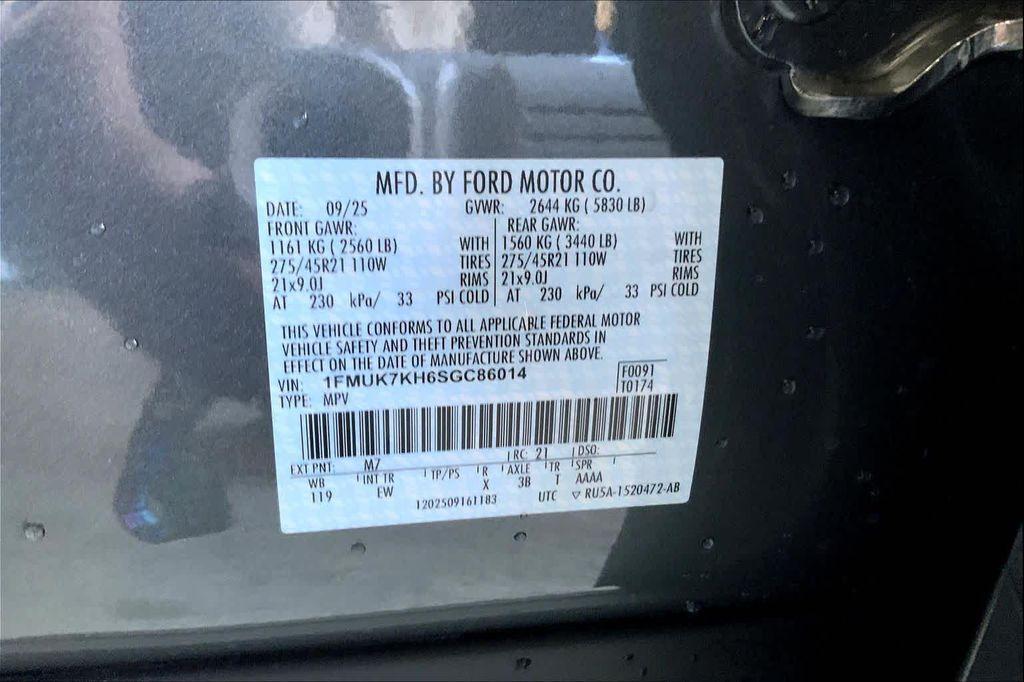 MFD. BY FORD MOTOR CO.
DATE: 09/25 GVWR: 2644 KG ( 5830 LB)
FRONT GAWR: REAR GAWR:
1161 KG ( 2560 LB) WITH 1560 KG ( 3440 LB) WITH
275/45R21 110W TIRES 275/45R21 110W TIRES
21x9.0J RIMS 21x9.0J RIMS
AT 230 kPa/ 33 PSI COLD AT 230 kPa/ 33 PSI COLD
THIS VEHICLE CONFORMS TO ALL APPLICABLE FEDERAL MOTOR
VEHICLE SAFETY AND THEFT PREVENTION STANDARDS IN
EFFECT ON THE DATE OF MANUFACTURE SHOWN ABOVE.
VIN: 1FMUK7KH6SGC86014 F0091
TYPE: MPV T0174
EXT PNT: M7 RC: 21 DSO:
WB INT TR TP/PS R AXLE TR SPR
119 EW X 3B T AAAA
1202509161183 UTC ▽ RU5A-1520472-AB